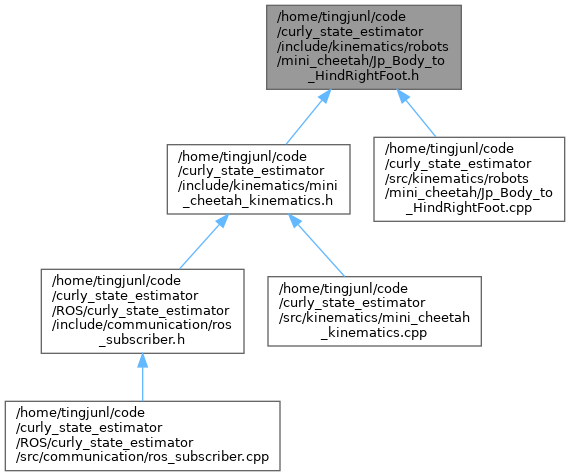 /home/tingjunl/code
/curly_state_estimator
/include/kinematics/robots
/mini_cheetah/Jp_Body_to
_HindRightFoot.h
/home/tingjunl/code
/curly_state_estimator
/include/kinematics/mini
_cheetah_kinematics.h
/home/tingjunl/code
/curly_state_estimator
/src/kinematics/robots
/mini_cheetah/Jp_Body_to
_HindRightFoot.cpp
/home/tingjunl/code
/curly_state_estimator
/ROS/curly_state_estimator
/include/communication/ros
_subscriber.h
/home/tingjunl/code
/curly_state_estimator
/src/kinematics/mini_cheetah
_kinematics.cpp
/home/tingjunl/code
/curly_state_estimator
/ROS/curly_state_estimator
/src/communication/ros_subscriber.cpp